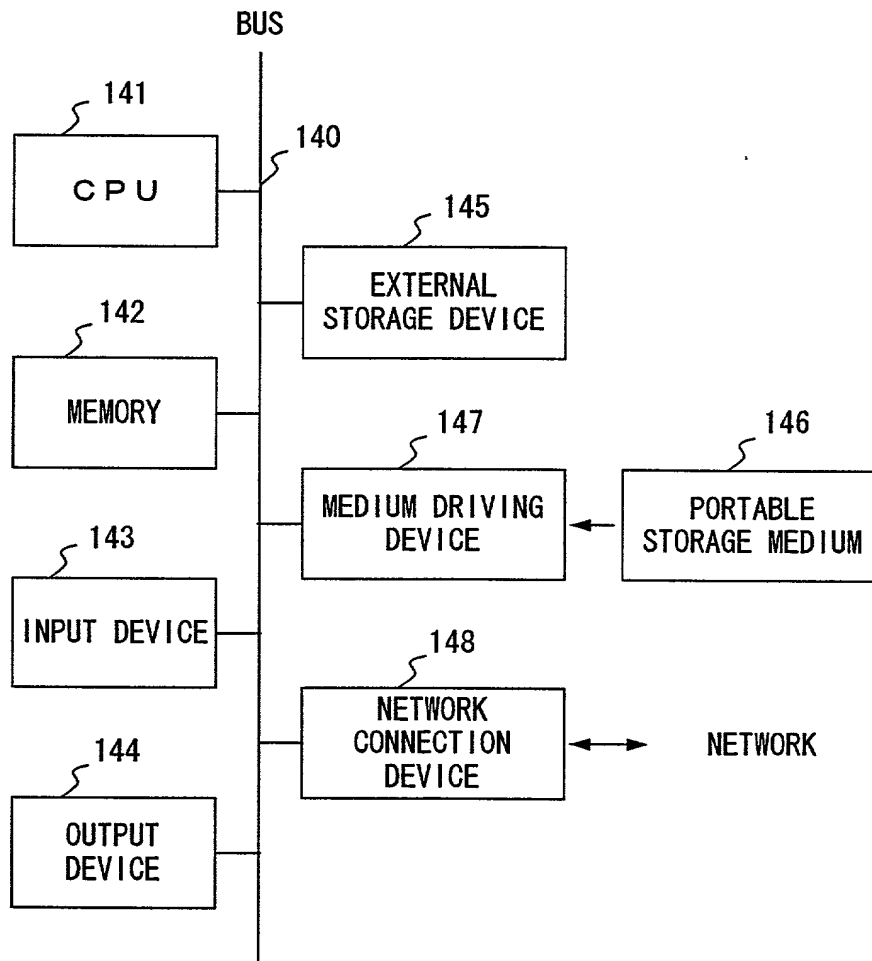 BUS
141
140
CPU
145
EXTERNAL
STORAGE DEVICE
142
MEMORY
147
146
MEDIUM DRIVING
DEVICE
PORTABLE
STORAGE MEDIUM
143
INPUT DEVICE
148
NETWORK
CONNECTION
DEVICE
NETWORK
144
OUTPUT
DEVICE